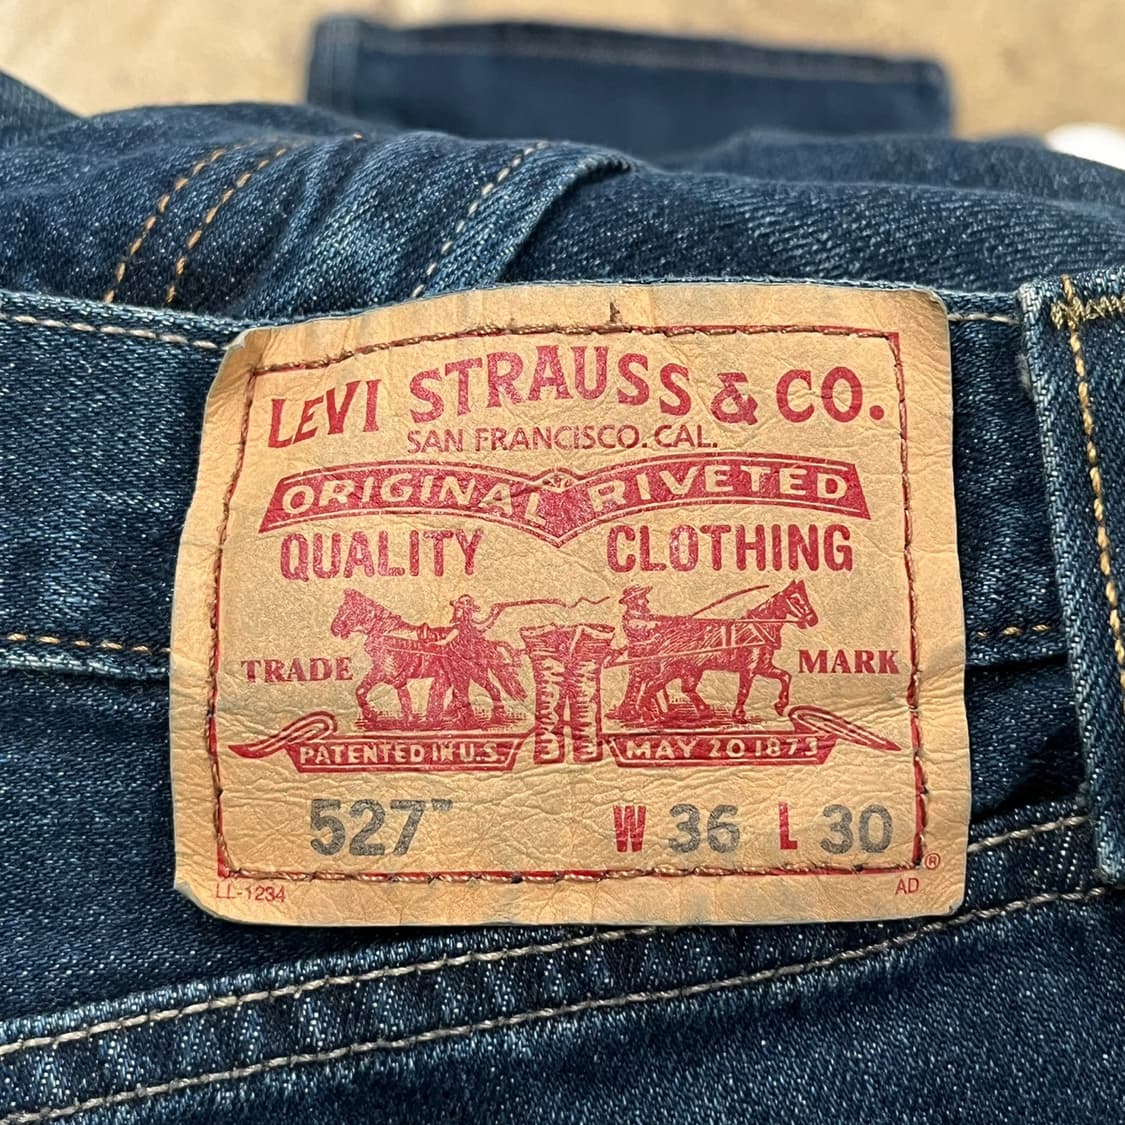 LEVI STRAUSS & CO.
SAN FRANCISCO. CAL.
ORIGINAL RIVETED
QUALITY CLOTHING
TRADE MARK
PATENTED IN U.S. MAY 20 1873
527™ W 36 L 30
®
LL-1234 AD